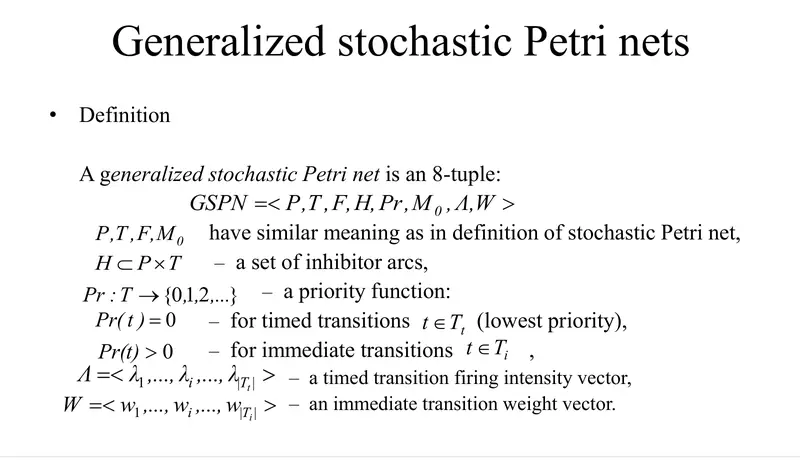 Generalized stochastic Petri nets
• Definition
A generalized stochastic Petri net is an 8-tuple:
GSPN =< P,T,F,H,Pr,M₀,Λ,W >
P,T,F,M₀ have similar meaning as in definition of stochastic Petri net,
H ⊂ P×T – a set of inhibitor arcs,
Pr : T → {0,1,2,...} – a priority function:
Pr( t ) = 0 – for timed transitions t ∈ Tₜ (lowest priority),
Pr(t) > 0 – for immediate transitions t ∈ Tᵢ ,
Λ =< λ₁,..., λᵢ,..., λ|Tₜ| > – a timed transition firing intensity vector,
W =< w₁,..., wᵢ,..., w|Tᵢ| > – an immediate transition weight vector.